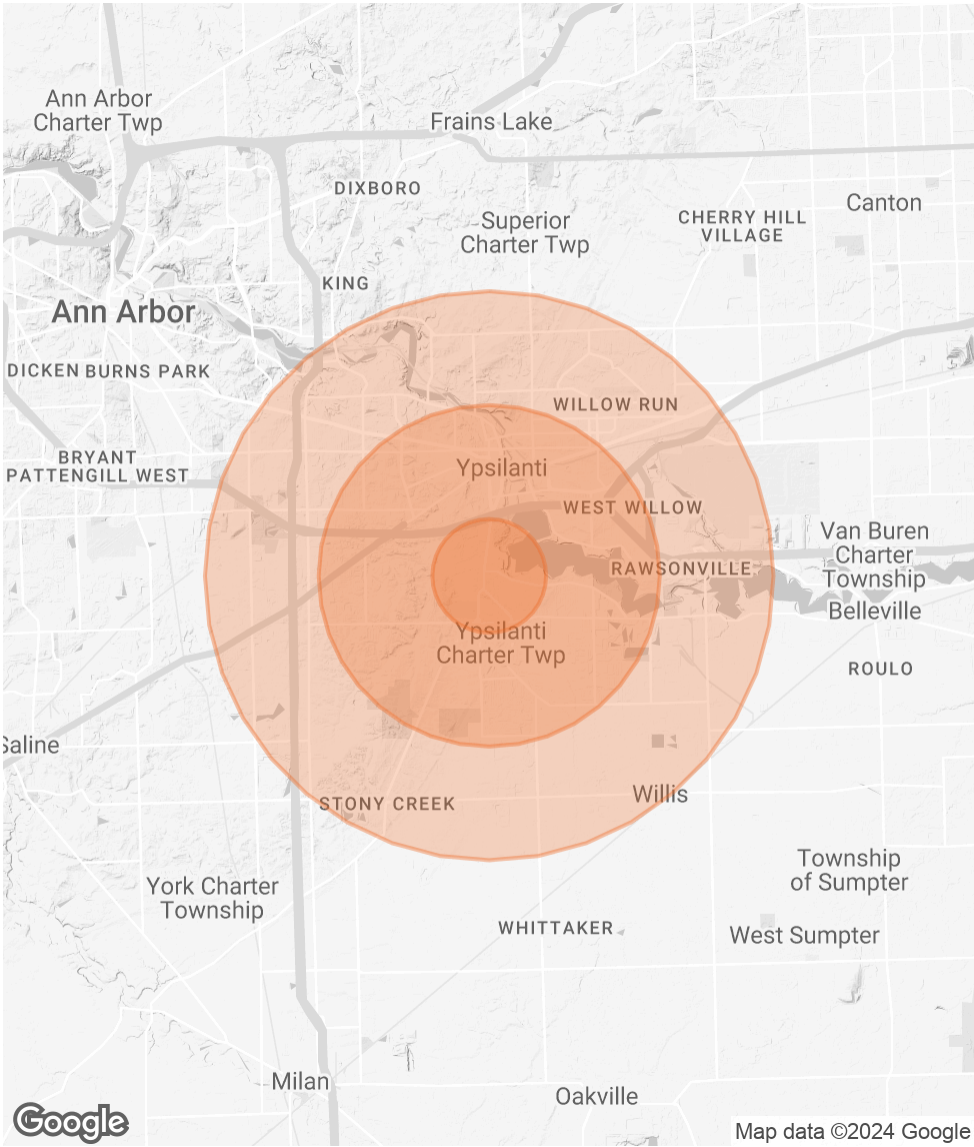 Ann Arbor
Charter Twp
Frains Lake
DIXBORO
Canton
Superior
Charter Twp
CHERRY HILL
VILLAGE
KING
Ann Arbor
DICKEN
BURNS PARK
WILLOW RUN
BRYANT
PATTENGILL WEST
Ypsilanti
WEST WILLOW
Van Buren
Charter
Township
RAWSONVILLE
Belleville
Ypsilanti
Charter Twp
ROULO
Saline
Willis
STONY CREEK
Township
of Sumpter
York Charter
Township
WHITTAKER
West Sumpter
Milan
Oakville
Google
Map data ©2024 Google